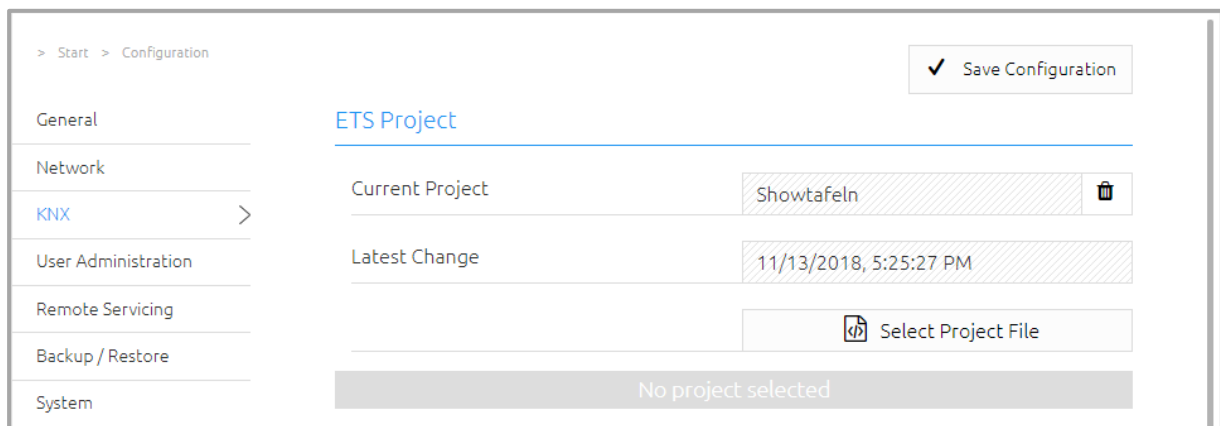 > Start > Configuration
Save Configuration
General
Network
KNX
User Administration
Remote Servicing
Backup / Restore
System
ETS Project
Current Project
Showtafeln
Latest Change
11/13/2018, 5:25:27 PM
Select Project File
No project selected